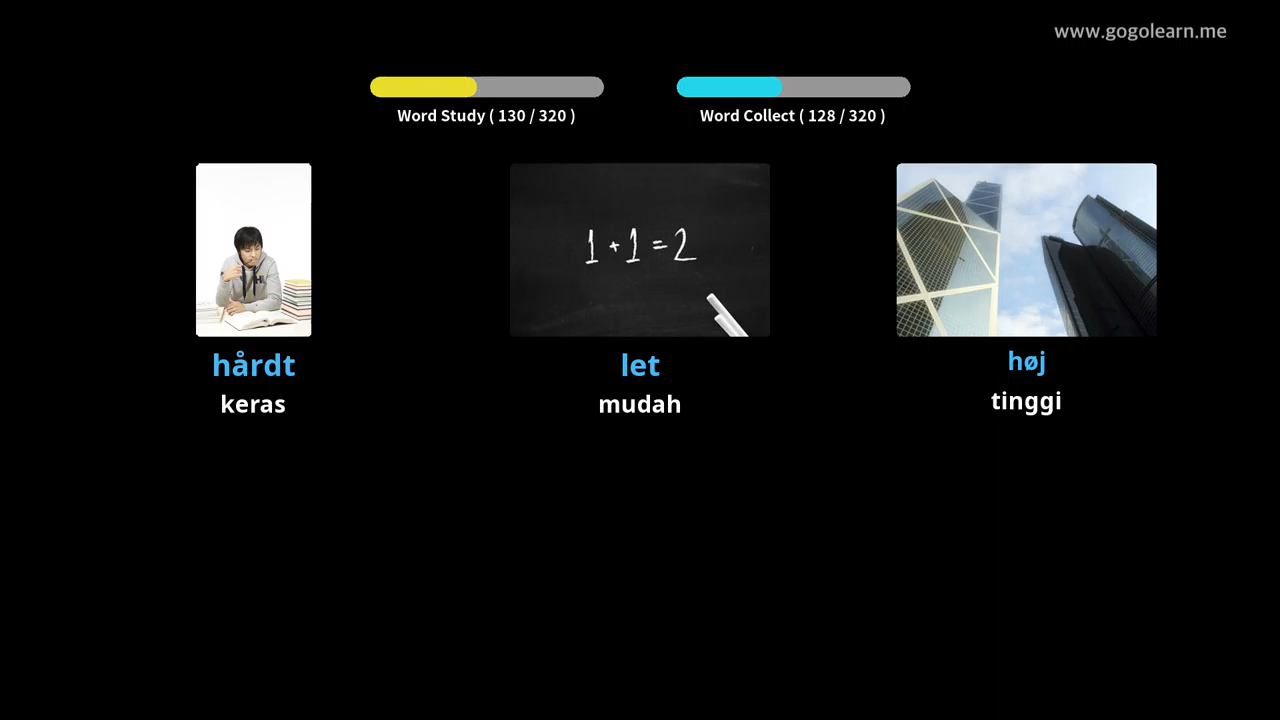 www.gogolearn.me
Word Study ( 130 / 320 )
Word Collect ( 128 / 320 )
1 + 1 = 2
hårdt
keras
let
mudah
høj
tinggi